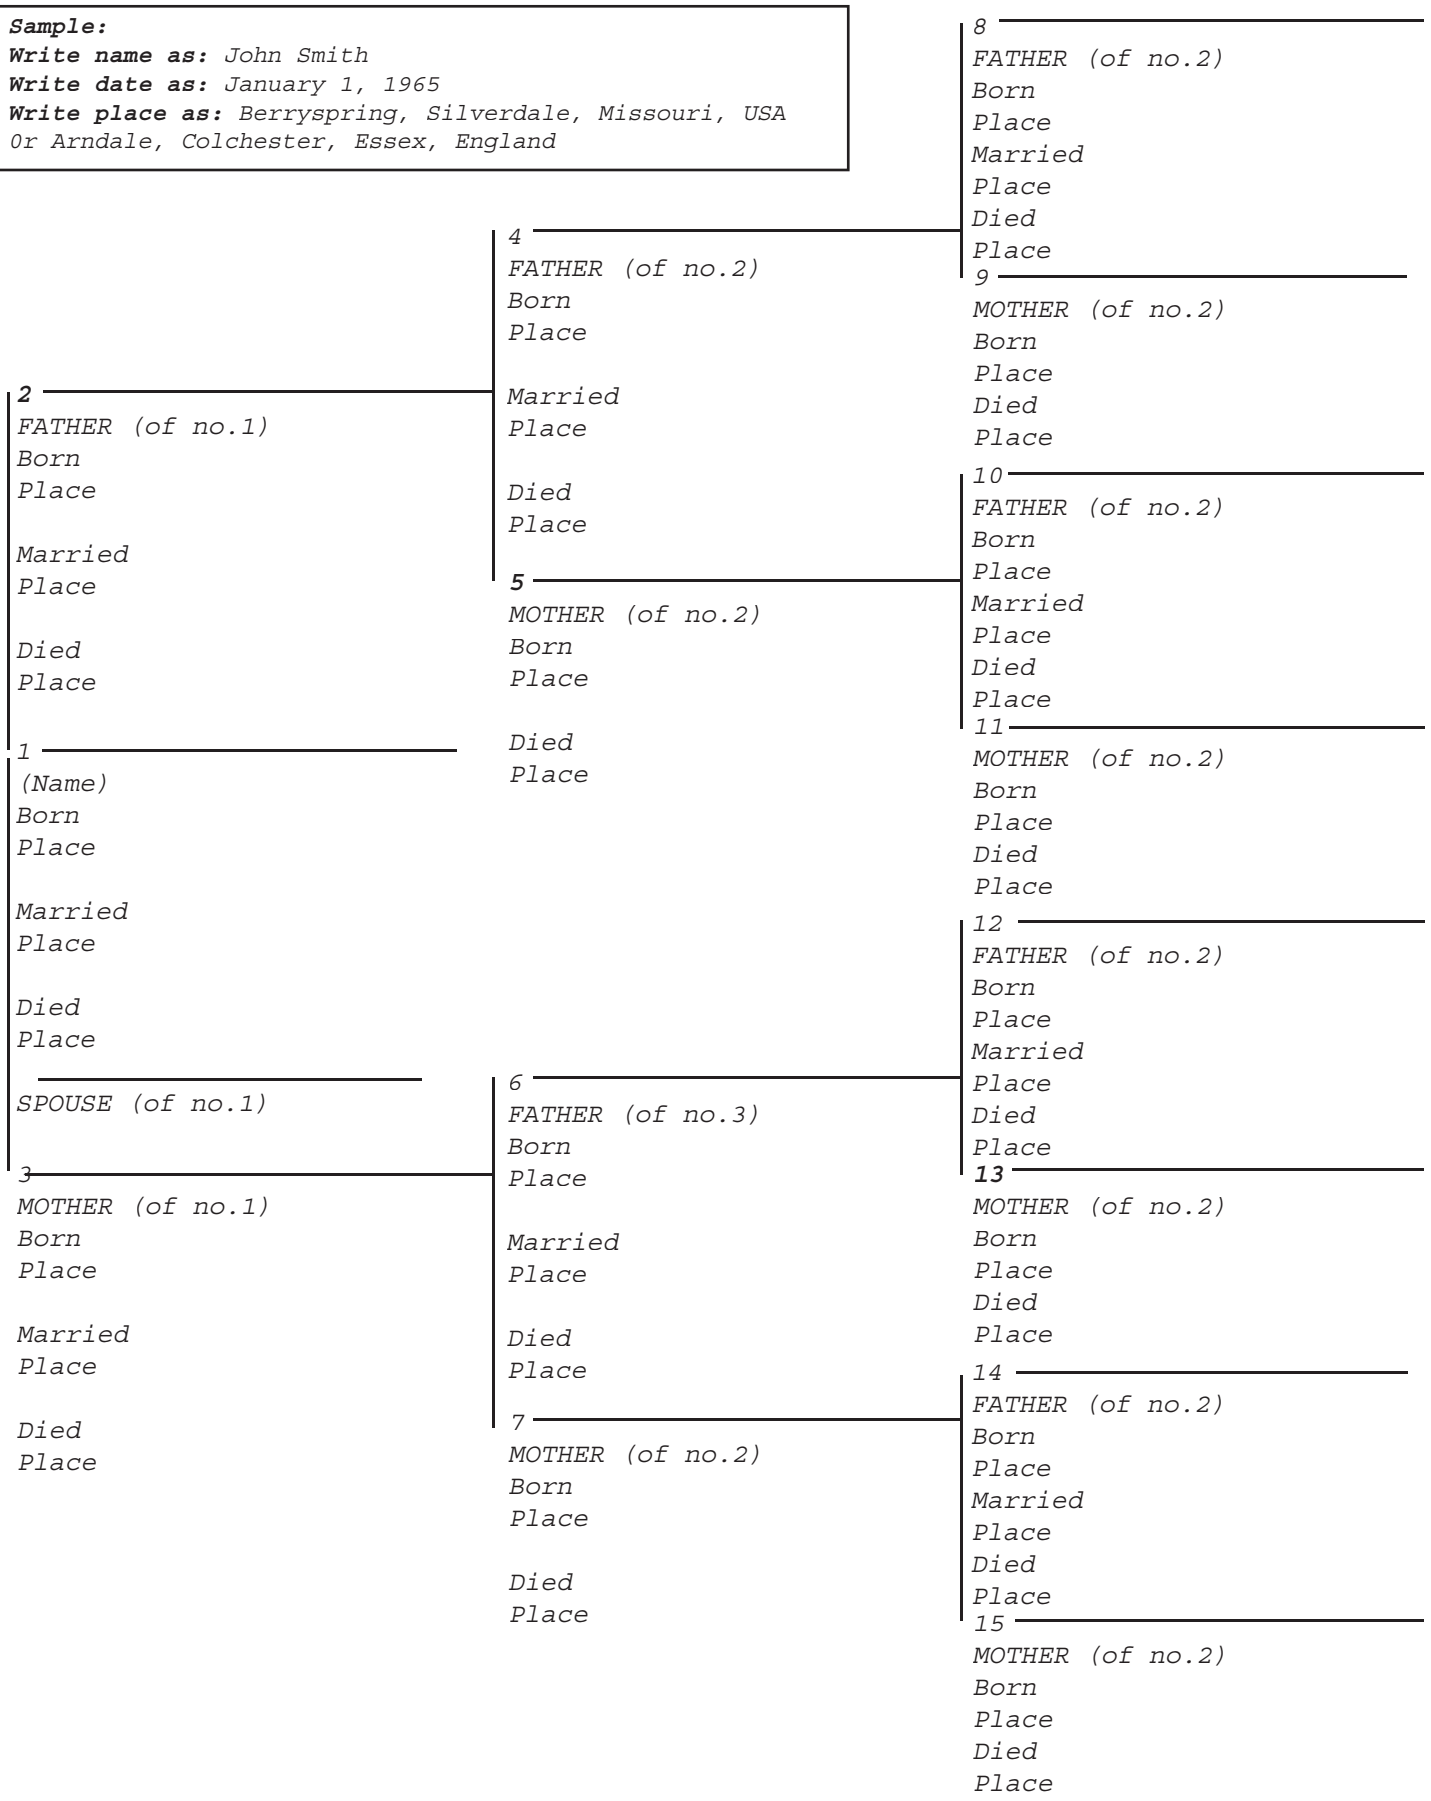 Sample:
Write name as: John Smith
Write date as: January 1, 1965
Write place as: Berryspring, Silverdale, Missouri, USA
0r Arndale, Colchester, Essex, England
2
FATHER (of no.1)
Born
Place
Married
Place
Died
Place
1
(Name)
Born
Place
Married
Place
Died
Place
SPOUSE (of no.1)
3
MOTHER (of no.1)
Born
Place
Married
Place
Died
Place
4
FATHER (of no.2)
Born
Place
Married
Place
Died
Place
5
MOTHER (of no.2)
Born
Place
Died
Place
6
FATHER (of no.3)
Born
Place
Married
Place
Died
Place
7
MOTHER (of no.2)
Born
Place
Died
Place
8
FATHER (of no.2)
Born
Place
Married
Place
Died
Place
9
MOTHER (of no.2)
Born
Place
Died
Place
10
FATHER (of no.2)
Born
Place
Married
Place
Died
Place
11
MOTHER (of no.2)
Born
Place
Died
Place
12
FATHER (of no.2)
Born
Place
Married
Place
Died
Place
13
MOTHER (of no.2)
Born
Place
Died
Place
14
FATHER (of no.2)
Born
Place
Married
Place
Died
Place
15
MOTHER (of no.2)
Born
Place
Died
Place